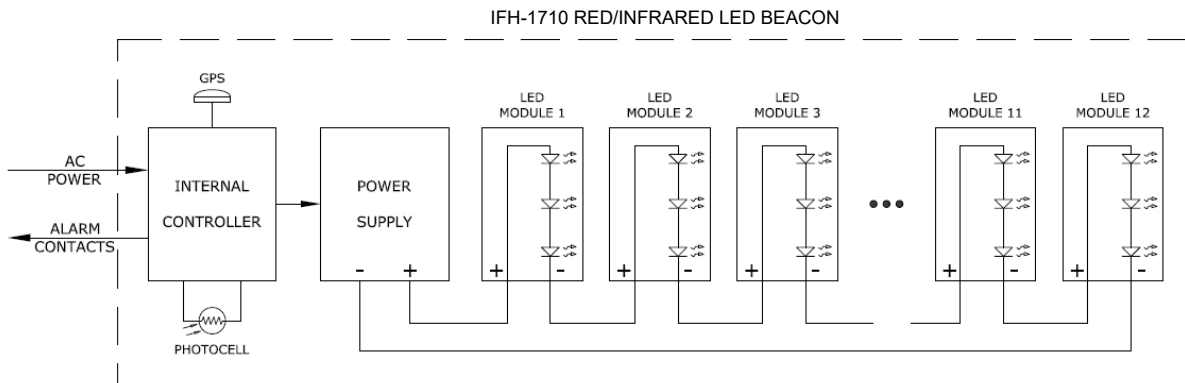 IFH-1710 RED/INFRARED LED BEACON
GPS
LED
MODULE 1
LED
MODULE 2
LED
MODULE 3
LED
MODULE 11
LED
MODULE 12
AC
POWER
INTERNAL
CONTROLLER
POWER
SUPPLY
ALARM
CONTACTS
- +
+ -
+ -
+ -
+ -
+ -
PHOTOCELL